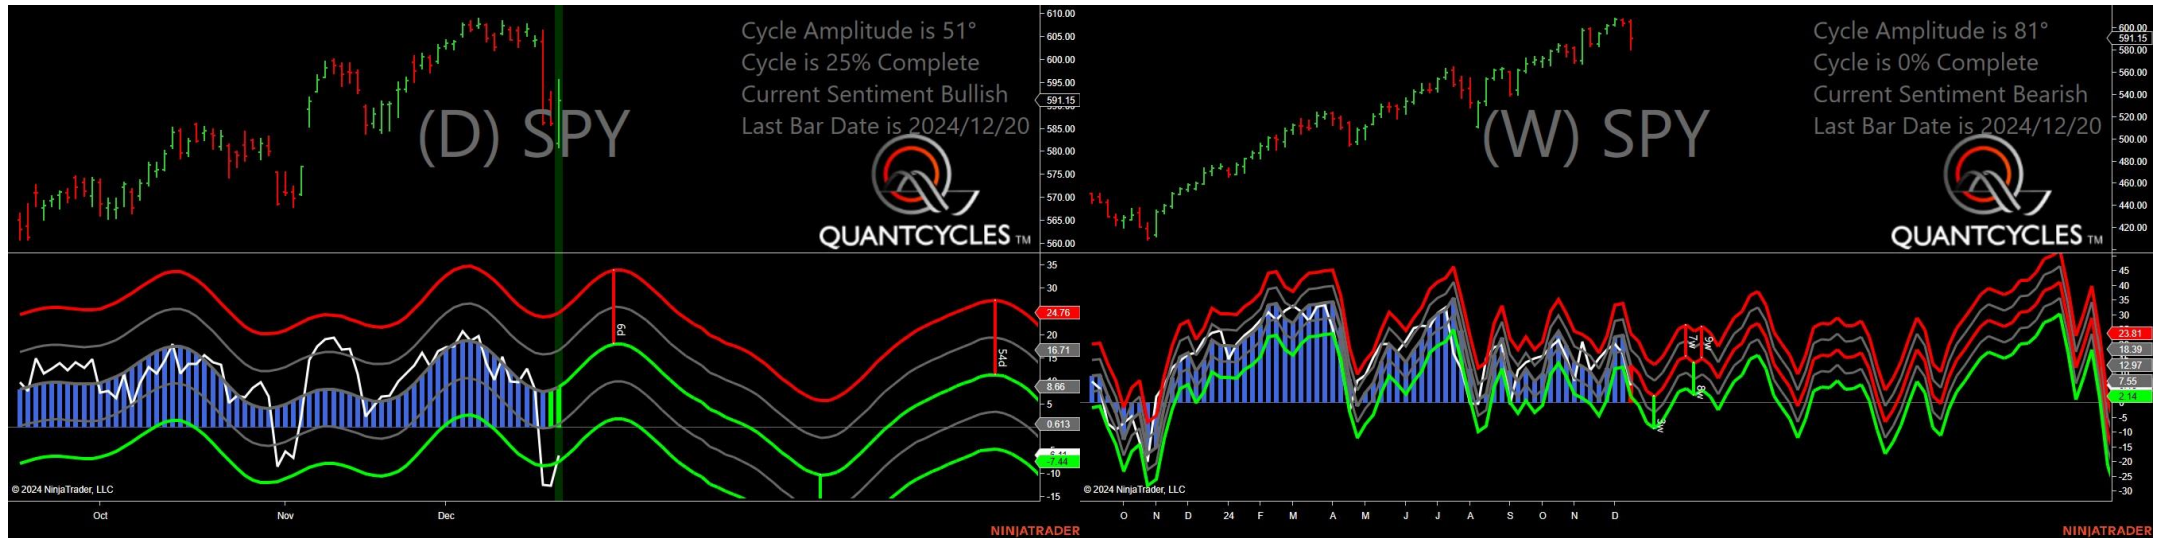 Cycle Amplitude is 51°
Cycle is 25% Complete
Current Sentiment Bullish
Last Bar Date is 2024/12/20
(D) SPY
QUANTCYCLES TM
610.00
605.00
600.00
595.00
591.15
585.00
580.00
575.00
570.00
565.00
560.00
35
30
24.76
20
16.71
15
8.66
5
0.613
-7.44
-10
-15
6d
54d
© 2024 NinjaTrader, LLC
Oct Nov Dec
NINJATRADER
Cycle Amplitude is 81°
Cycle is 0% Complete
Current Sentiment Bearish
Last Bar Date is 2024/12/20
(W) SPY
QUANTCYCLES TM
600.00
591.15
580.00
560.00
540.00
520.00
500.00
480.00
460.00
440.00
420.00
45
40
35
30
23.81
18.39
12.97
7.55
2.14
-5
-10
-15
-20
-25
-30
7w
9w
8w
3w
© 2024 NinjaTrader, LLC
O N D 24 F M A M J J A S O N D
NINJATRADER